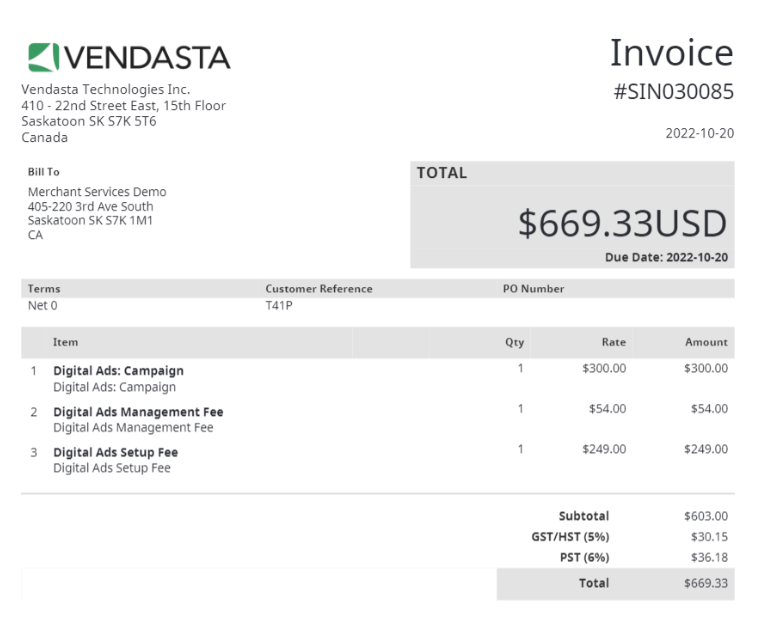 VENDASTA
Invoice
#SIN030085
2022-10-20
Vendasta Technologies Inc.
410 - 22nd Street East, 15th Floor
Saskatoon SK S7K 5T6
Canada
Bill To
Merchant Services Demo
405-220 3rd Ave South
Saskatoon SK S7K 1M1
CA
TOTAL
$669.33USD
Due Date: 2022-10-20
Terms Customer Reference PO Number
Net 0 T41P
Item Qty Rate Amount
1 Digital Ads: Campaign 1 $300.00 $300.00
Digital Ads: Campaign
2 Digital Ads Management Fee 1 $54.00 $54.00
Digital Ads Management Fee
3 Digital Ads Setup Fee 1 $249.00 $249.00
Digital Ads Setup Fee
Subtotal $603.00
GST/HST (5%) $30.15
PST (6%) $36.18
Total $669.33